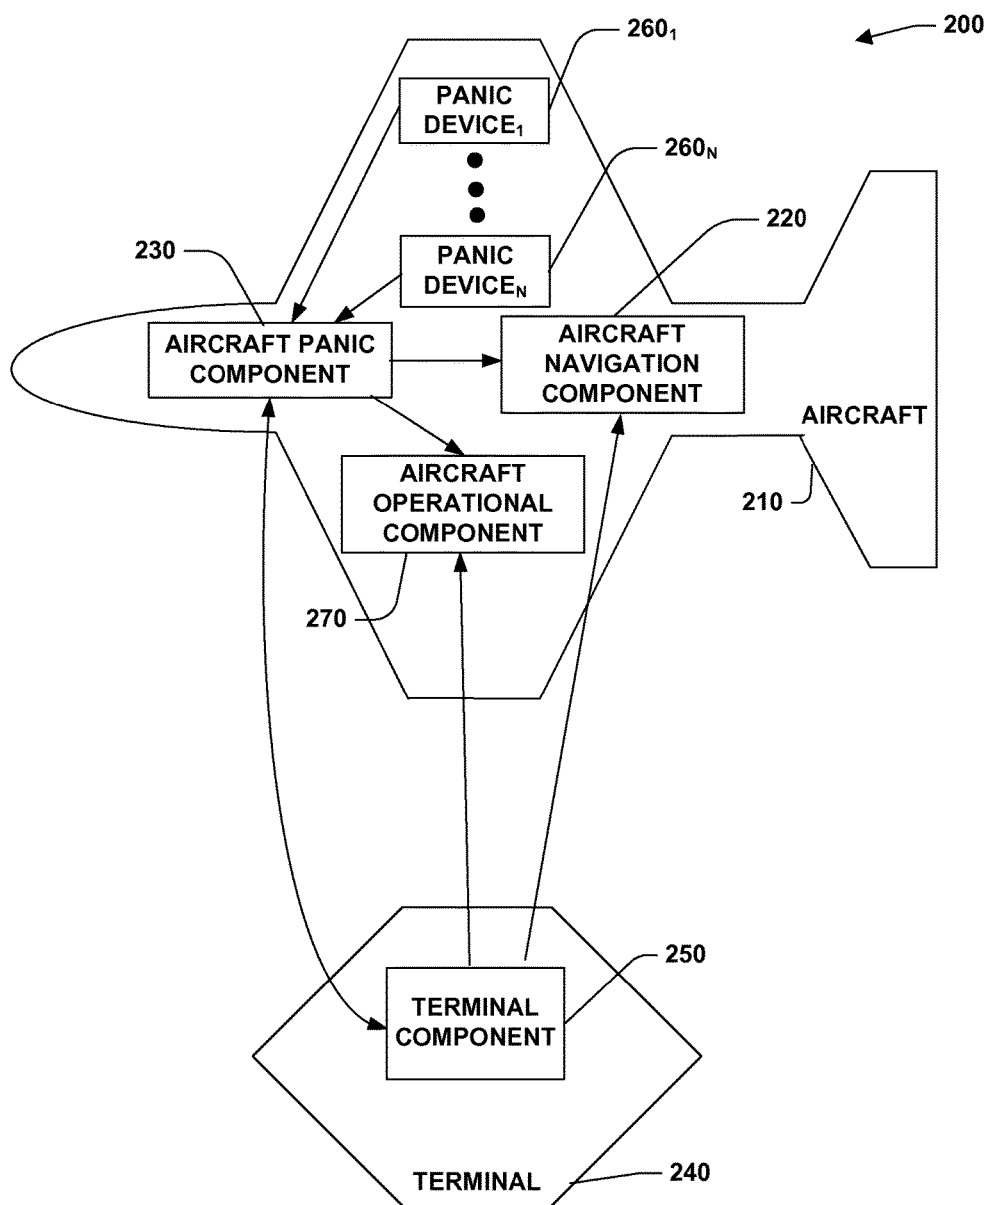 200
260₁
PANIC
DEVICE₁
260N
PANIC
DEVICEN
220
230
AIRCRAFT PANIC
COMPONENT
AIRCRAFT
NAVIGATION
COMPONENT
AIRCRAFT
210
AIRCRAFT
OPERATIONAL
COMPONENT
270
250
TERMINAL
COMPONENT
TERMINAL
240